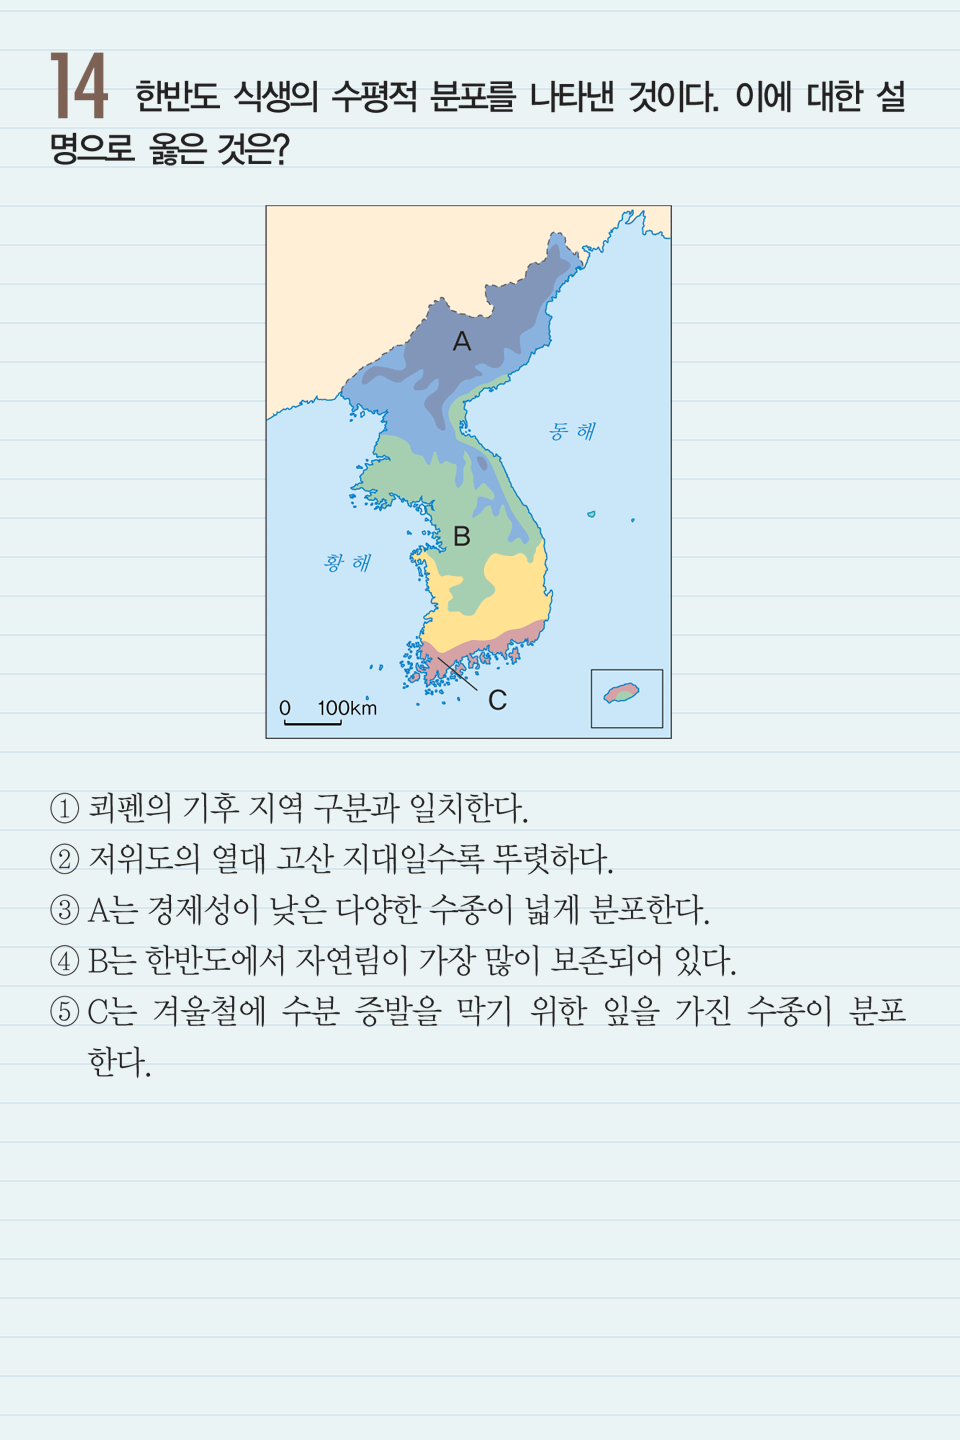 14 한반도 식생의 수평적 분포를 나타낸 것이다. 이에 대한 설
명으로 옳은 것은?
A
동해
B
황해
C
0 100km
① 쾨펜의 기후 지역 구분과 일치한다.
② 저위도의 열대 고산 지대일수록 뚜렷하다.
③ A는 경제성이 낮은 다양한 수종이 넓게 분포한다.
④ B는 한반도에서 자연림이 가장 많이 보존되어 있다.
⑤ C는 겨울철에 수분 증발을 막기 위한 잎을 가진 수종이 분포
한다.